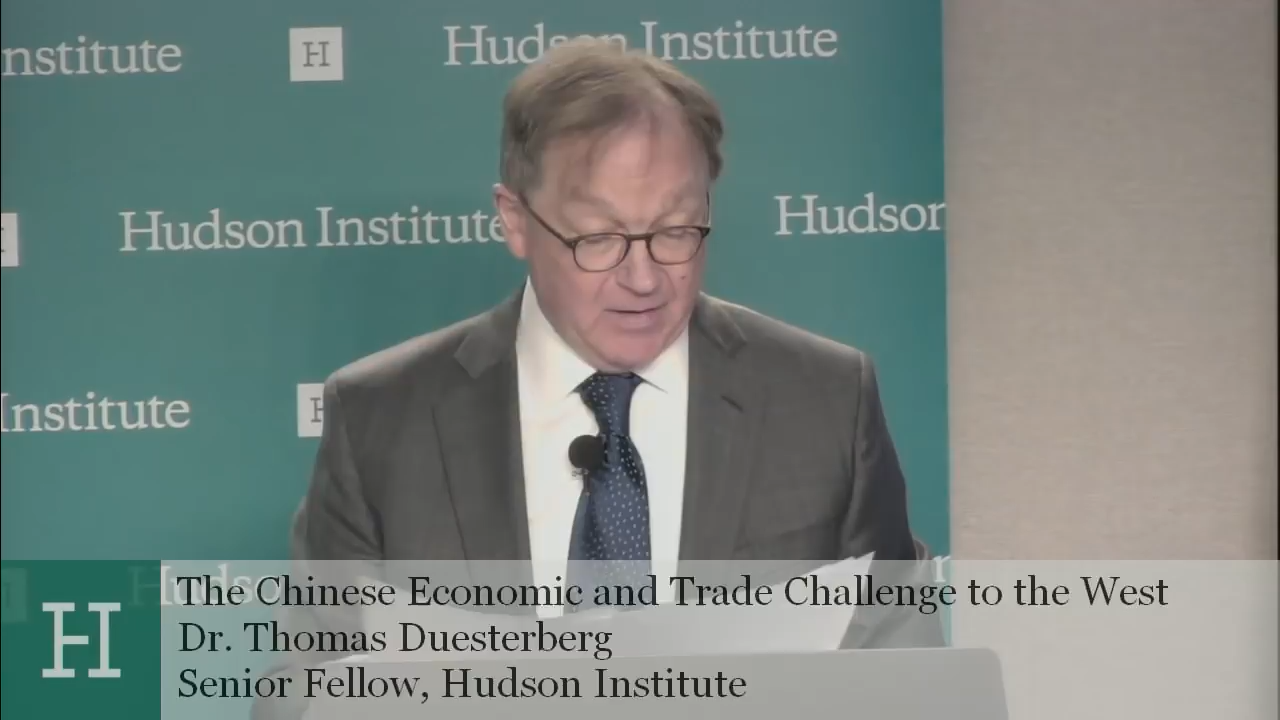 nstitute H Hudson Institute
Hudson Institute Hudson
Institute H
H The Chinese Economic and Trade Challenge to the West
Dr. Thomas Duesterberg
Senior Fellow, Hudson Institute